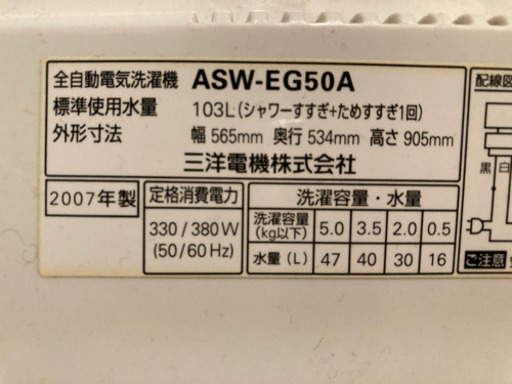 全自動電気洗濯機 ASW-EG50A
標準使用水量 103L(シャワーすすぎ+ためすすぎ1回)
外形寸法 幅 565mm 奥行 534mm 高さ 905mm
三洋電機株式会社
2007年製
定格消費電力
330/380W
(50/60Hz)
洗濯容量・水量
洗濯容量(kg以下) 5.0 3.5 2.0 0.5
水量(L) 47 40 30 16
配線図
黒 白
ご注意